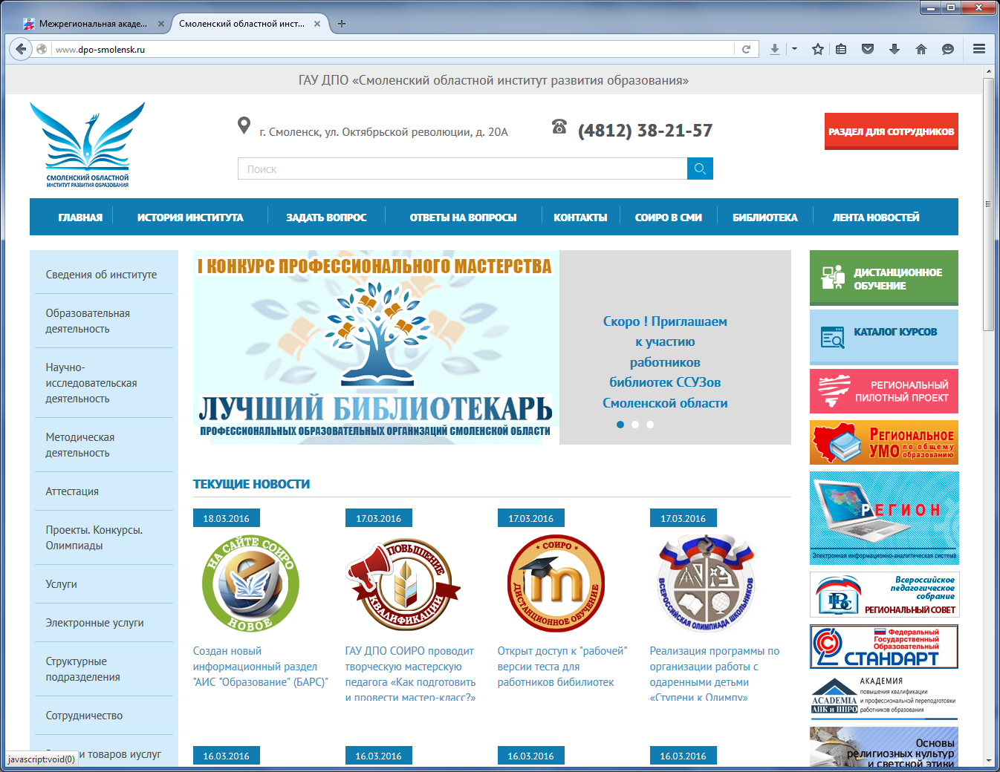 Межрегиональная акаде...
Смоленский областной инст...
www.dpo-smolensk.ru
ГАУ ДПО «Смоленский областной институт развития образования»
СМОЛЕНСКИЙ ОБЛАСТНОЙ
ИНСТИТУТ РАЗВИТИЯ ОБРАЗОВАНИЯ
г. Смоленск, ул. Октябрьской революции, д. 20А
(4812) 38-21-57
РАЗДЕЛ ДЛЯ СОТРУДНИКОВ
Поиск
ГЛАВНАЯ
ИСТОРИЯ ИНСТИТУТА
ЗАДАТЬ ВОПРОС
ОТВЕТЫ НА ВОПРОСЫ
КОНТАКТЫ
СОИРО В СМИ
БИБЛИОТЕКА
ЛЕНТА НОВОСТЕЙ
Сведения об институте
Образовательная
деятельность
Научно-
исследовательская
деятельность
Методическая
деятельность
Аттестация
Проекты. Конкурсы.
Олимпиады
Услуги
Электронные услуги
Структурные
подразделения
Сотрудничество
и товаров иуслуг
javascript:void(0)
I КОНКУРС ПРОФЕССИОНАЛЬНОГО МАСТЕРСТВА
ЛУЧШИЙ БИБЛИОТЕКАРЬ
ПРОФЕССИОНАЛЬНЫХ ОБРАЗОВАТЕЛЬНЫХ ОРГАНИЗАЦИЙ СМОЛЕНСКОЙ ОБЛАСТИ
Скоро ! Приглашаем
к участию
работников
библиотек ССУЗов
Смоленской области
ТЕКУЩИЕ НОВОСТИ
18.03.2016
НА САЙТЕ СОИРО
НОВОЕ
Создан новый
информационный раздел
"АИС "Образование" (БАРС)"
17.03.2016
ПОВЫШЕНИЕ
КВАЛИФИКАЦИИ
ГАУ ДПО СОИРО проводит
творческую мастерскую
педагога «Как подготовить
и провести мастер-класс?»
17.03.2016
СОИРО
m
ДИСТАНЦИОННОЕ ОБУЧЕНИЕ
Открыт доступ к "рабочей"
версии теста для
работников бибилиотек
17.03.2016
ВСЕРОССИЙСКАЯ ОЛИМПИАДА ШКОЛЬНИКОВ
Реализация программы по
организации работы с
одаренными детьми
«Ступени к Олимпу»
16.03.2016
16.03.2016
16.03.2016
16.03.2016
ДИСТАНЦИОННОЕ
ОБУЧЕНИЕ
КАТАЛОГ КУРСОВ
РЕГИОНАЛЬНЫЙ
ПИЛОТНЫЙ ПРОЕКТ
РЕГИОНАЛЬНОЕ
УМО по общему
образованию
РЕГИОН
Электронная информационно-аналитическая система
Всероссийское
педагогическое
собрание
РЕГИОНАЛЬНЫЙ СОВЕТ
Федеральный
Государственный
Образовательный
СТАНДАРТ
АКАДЕМИЯ
повышения квалификации
и профессиональной переподготовки
работников образования
ACADEMIA
АПК и ППРО
Основы
религиозных культур
и светской этики